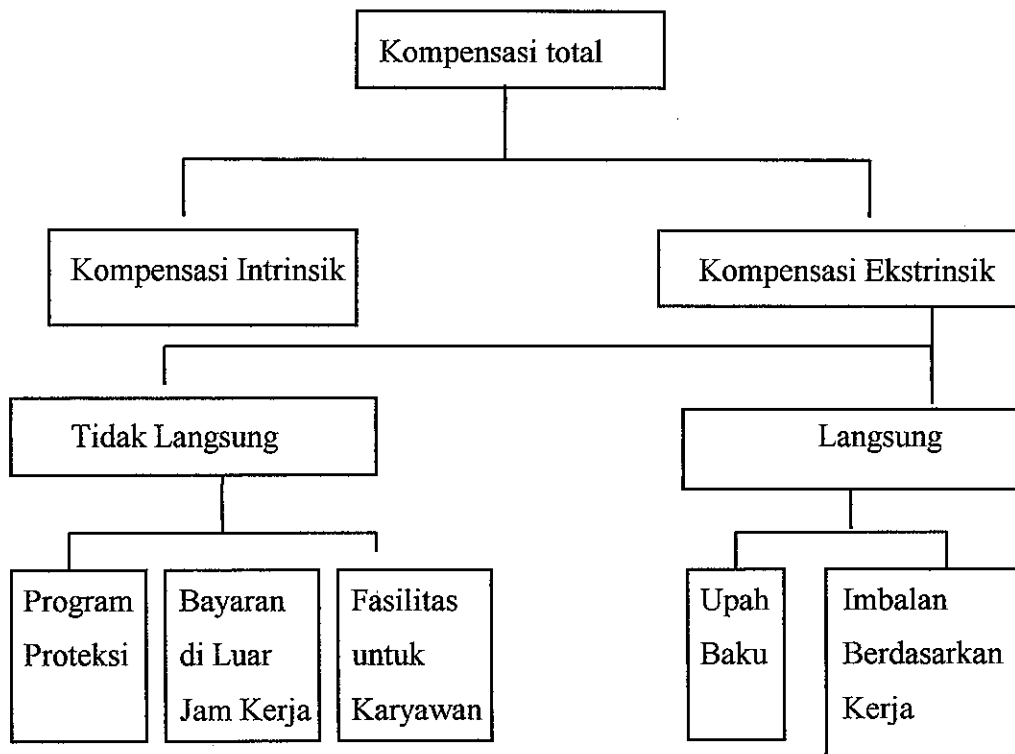 Kompensasi total
Kompensasi Intrinsik
Kompensasi Ekstrinsik
Tidak Langsung
Langsung
Program
Proteksi
Bayaran
di Luar
Jam Kerja
Fasilitas
untuk
Karyawan
Upah
Baku
Imbalan
Berdasarkan
Kerja